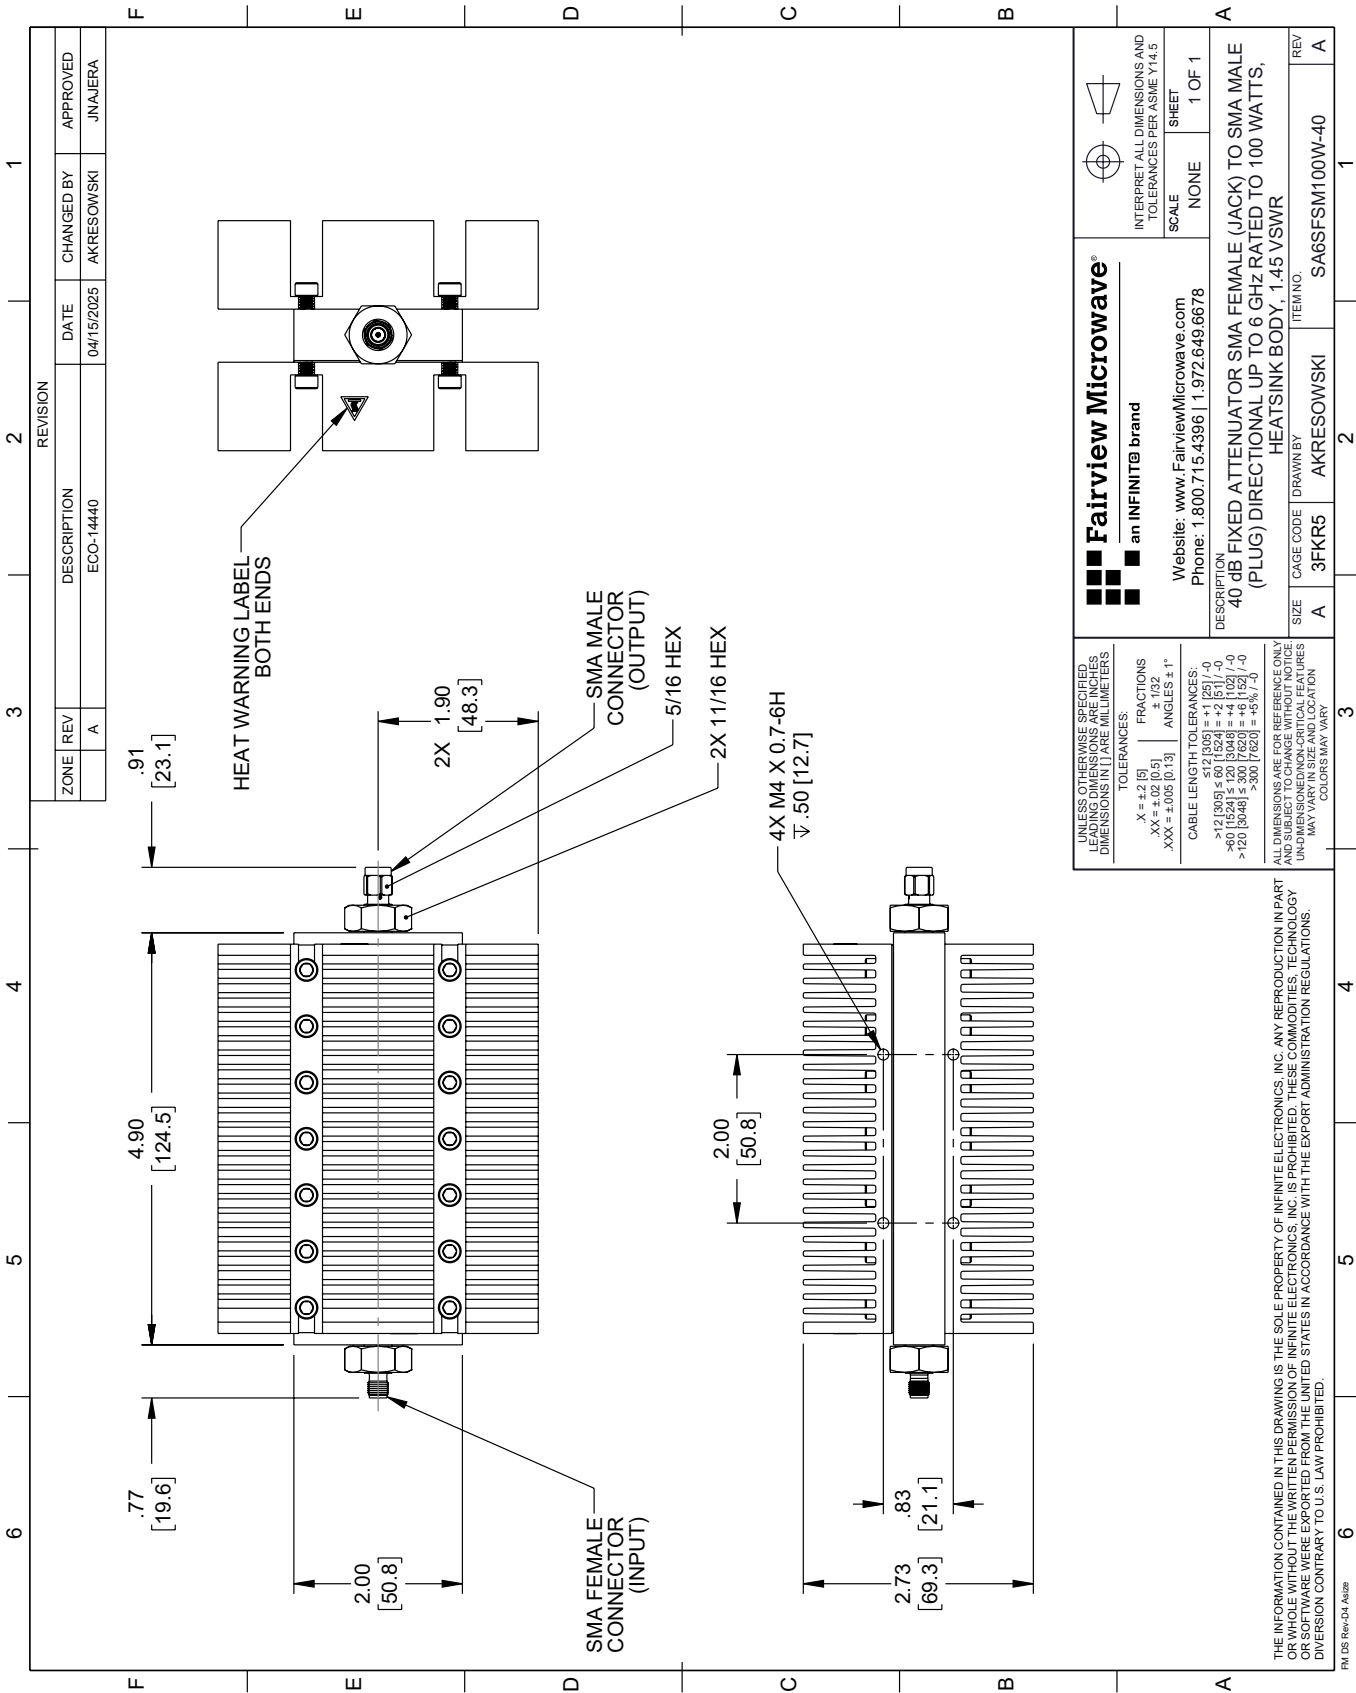 6
5
4
3
2
1
F
E
D
C
B
A
REVISION
ZONE
REV
DESCRIPTION
DATE
CHANGED BY
APPROVED
A
ECO-14440
04/15/2025
AKRESOWSKI
JNAJERA
.77
[19.6]
4.90
[124.5]
.91
[23.1]
HEAT WARNING LABEL
BOTH ENDS
2.00
[50.8]
2X 1.90
[48.3]
SMA FEMALE
CONNECTOR
(INPUT)
SMA MALE
CONNECTOR
(OUTPUT)
5/16 HEX
2X 11/16 HEX
4X M4 X 0.7-6H
↧.50 [12.7]
2.00
[50.8]
.83
[21.1]
2.73
[69.3]
THE INFORMATION CONTAINED IN THIS DRAWING IS THE SOLE PROPERTY OF INFINITE ELECTRONICS, INC. ANY REPRODUCTION IN PART
OR WHOLE WITHOUT THE WRITTEN PERMISSION OF INFINITE ELECTRONICS, INC. IS PROHIBITED. THESE COMMODITIES, TECHNOLOGY
OR SOFTWARE WERE EXPORTED FROM THE UNITED STATES IN ACCORDANCE WITH THE EXPORT ADMINISTRATION REGULATIONS.
DIVERSION CONTRARY TO U.S. LAW PROHIBITED.
UNLESS OTHERWISE SPECIFIED
LEADING DIMENSIONS ARE INCHES
DIMENSIONS IN [ ] ARE MILLIMETERS
TOLERANCES:
.X = ±.2 [5]
.XX = ±.02 [0.5]
.XXX = ±.005 [0.13]
FRACTIONS
± 1/32
ANGLES ± 1°
CABLE LENGTH TOLERANCES:
≤12 [305] = +1 [25] / -0
>12 [305] ≤ 60 [1524] = +2 [51] / -0
>60 [1524] ≤ 120 [3048] = +4 [102] / -0
>120 [3048] ≤ 300 [7620] = +6 [152] / -0
>300 [7620] = +5% / -0
ALL DIMENSIONS ARE FOR REFERENCE ONLY
AND SUBJECT TO CHANGE WITHOUT NOTICE.
UN-DIMENSIONED/NON-CRITICAL FEATURES
MAY VARY IN SIZE AND LOCATION
COLORS MAY VARY
Fairview Microwave®
an INFINITE brand
Website: www.FairviewMicrowave.com
Phone: 1.800.715.4396 | 1.972.649.6678
INTERPRET ALL DIMENSIONS AND
TOLERANCES PER ASME Y14.5
SCALE
NONE
SHEET
1 OF 1
DESCRIPTION
40 dB FIXED ATTENUATOR SMA FEMALE (JACK) TO SMA MALE
(PLUG) DIRECTIONAL UP TO 6 GHz RATED TO 100 WATTS,
HEATSINK BODY, 1.45 VSWR
SIZE
A
CAGE CODE
3FKR5
DRAWN BY
AKRESOWSKI
ITEM NO.
SA6SFSM100W-40
REV
A
F
E
D
C
B
A
6
5
4
3
2
1
FM DS Rev-D4 Asize